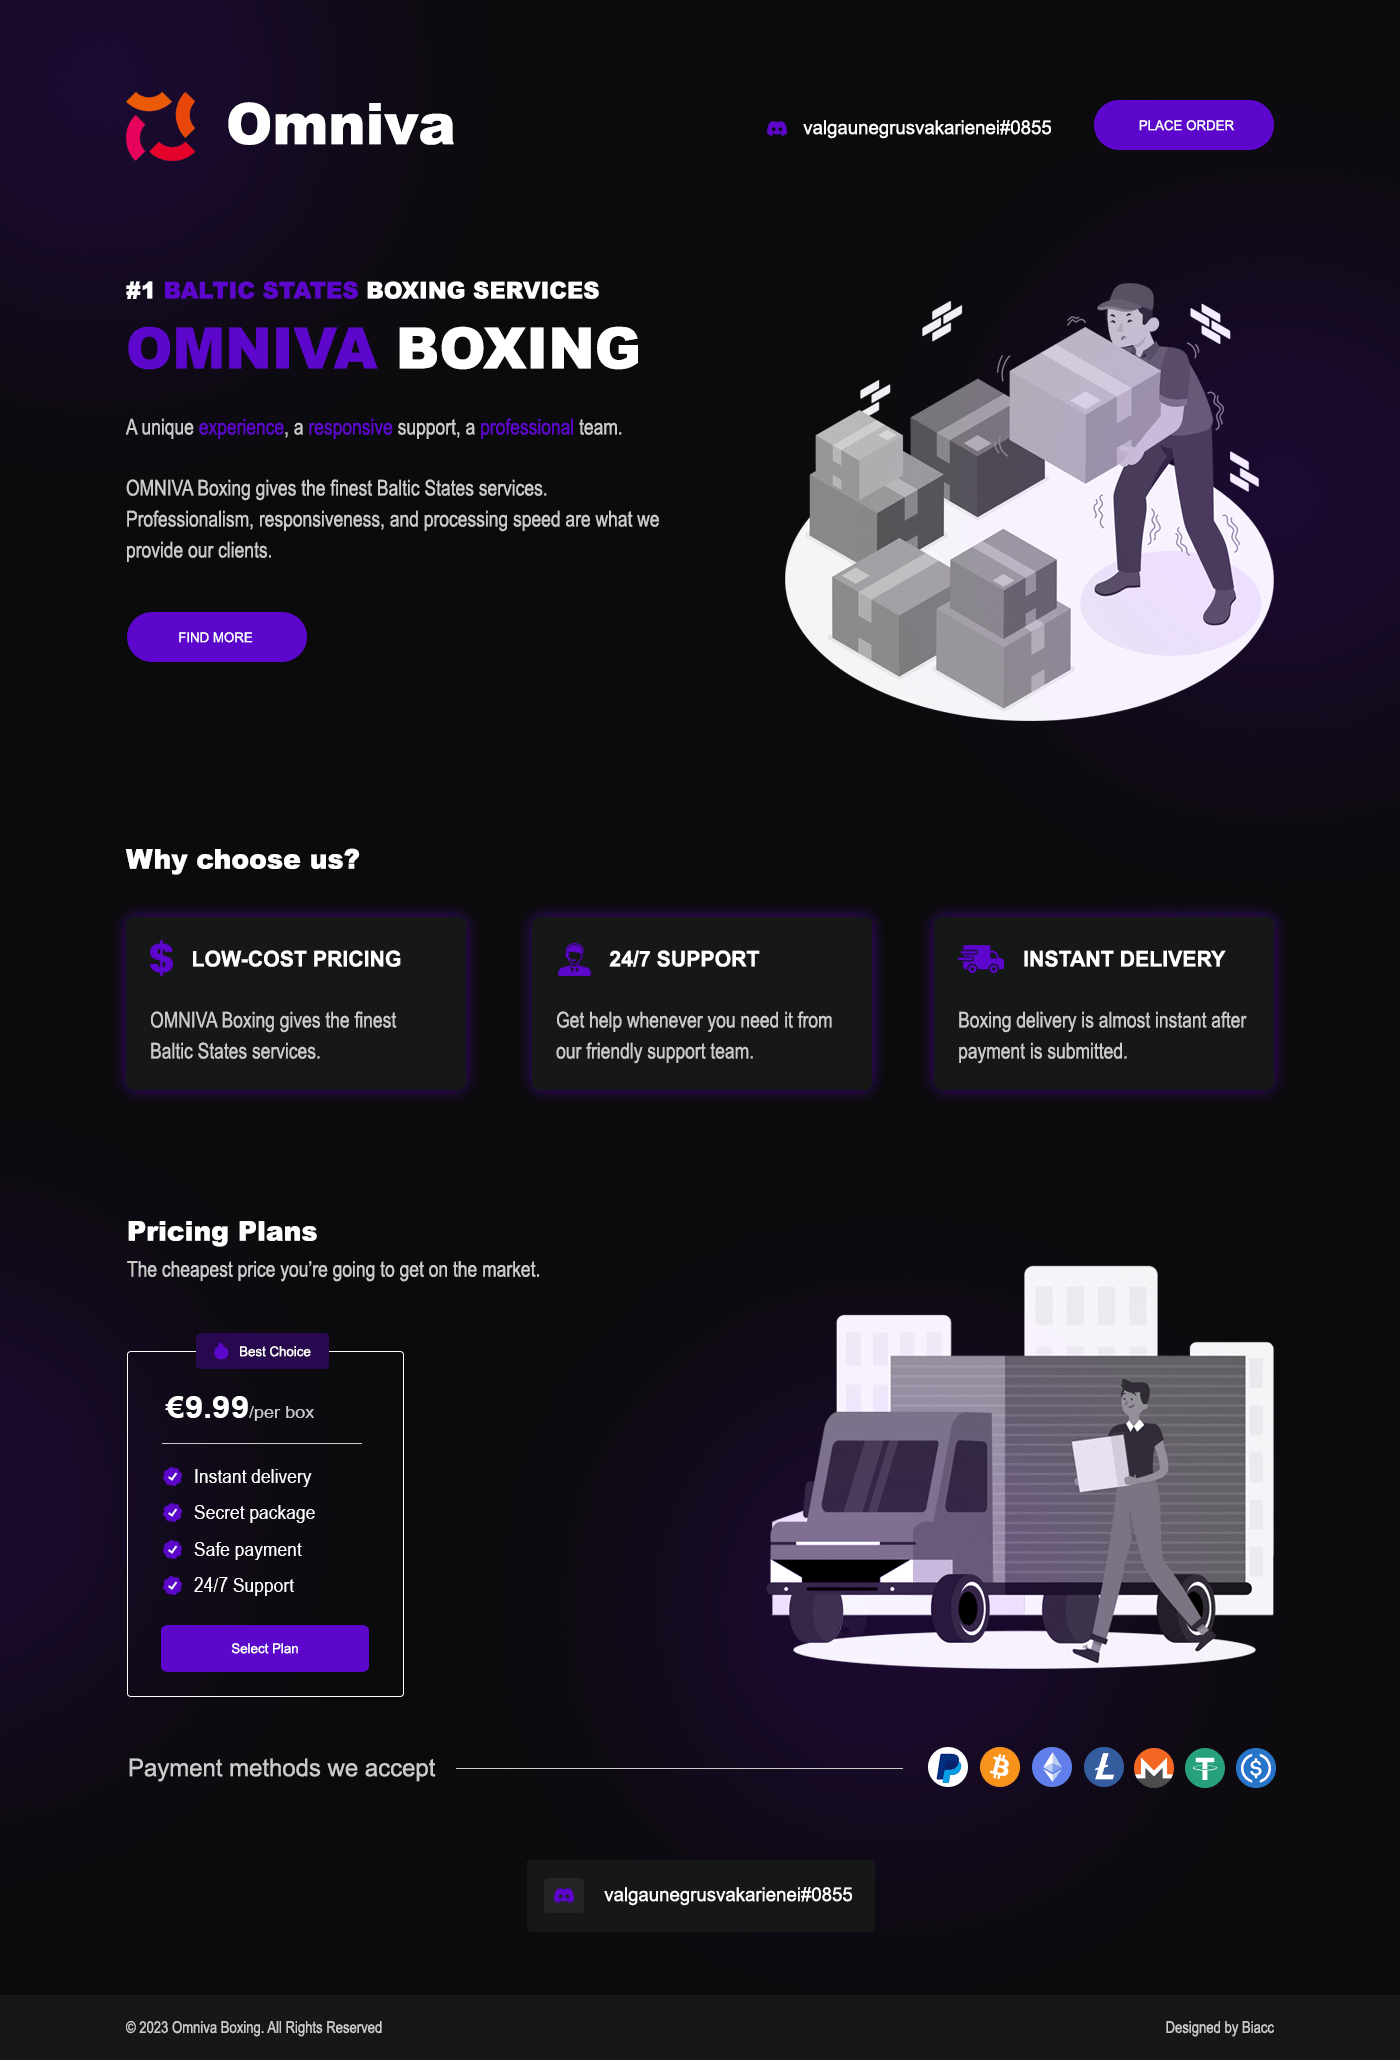 Omniva
valgaunegrusvakarienei#0855
PLACE ORDER
#1 BALTIC STATES BOXING SERVICES
OMNIVA BOXING
A unique experience, a responsive support, a professional team.
OMNIVA Boxing gives the finest Baltic States services.
Professionalism, responsiveness, and processing speed are what we
provide our clients.
FIND MORE
Why choose us?
LOW-COST PRICING
OMNIVA Boxing gives the finest
Baltic States services.
24/7 SUPPORT
Get help whenever you need it from
our friendly support team.
INSTANT DELIVERY
Boxing delivery is almost instant after
payment is submitted.
Pricing Plans
The cheapest price you're going to get on the market.
Best Choice
€9.99/per box
Instant delivery
Secret package
Safe payment
24/7 Support
Select Plan
Payment methods we accept
valgaunegrusvakarienei#0855
© 2023 Omniva Boxing. All Rights Reserved
Designed by Biacc